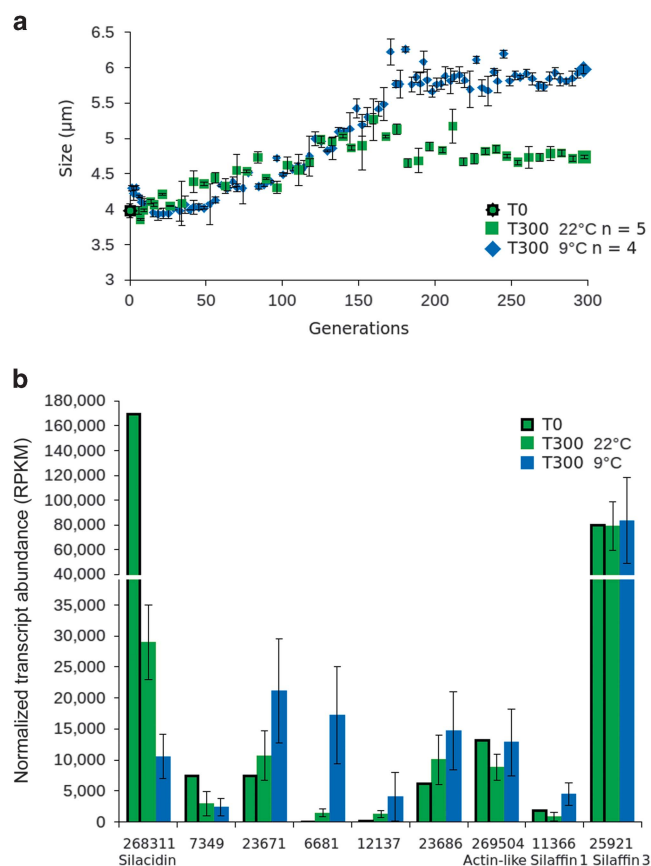 a
6.5
6
5.5
5
4.5
4
3.5
3
Size (µm)
T0
T300 22°C n = 5
T300 9°C n = 4
0 50 100 150 200 250 300
Generations
b
180,000
160,000
140,000
120,000
100,000
80,000
60,000
40,000
35,000
30,000
25,000
20,000
15,000
10,000
5,000
0
Normalized transcript abundance (RPKM)
T0
T300 22°C
T300 9°C
268311 7349 23671 6681 12137 23686 269504 11366 25921
Silacidin Actin-like Silaffin 1 Silaffin 3